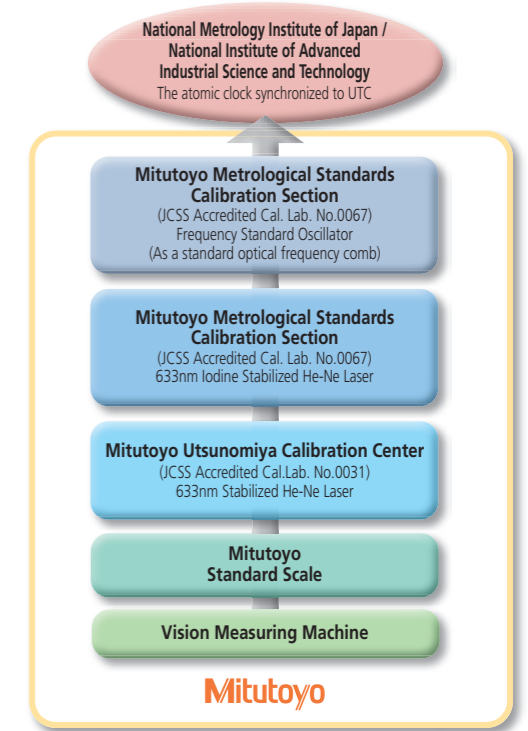 National Metrology Institute of Japan /
National Institute of Advanced
Industrial Science and Technology
The atomic clock synchronized to UTC
Mitutoyo Metrological Standards
Calibration Section
(JCSS Accredited Cal. Lab. No.0067)
Frequency Standard Oscillator
(As a standard optical frequency comb)
Mitutoyo Metrological Standards
Calibration Section
(JCSS Accredited Cal. Lab. No.0067)
633nm Iodine Stabilized He-Ne Laser
Mitutoyo Utsunomiya Calibration Center
(JCSS Accredited Cal.Lab. No.0031)
633nm Stabilized He-Ne Laser
Mitutoyo
Standard Scale
Vision Measuring Machine
Mitutoyo